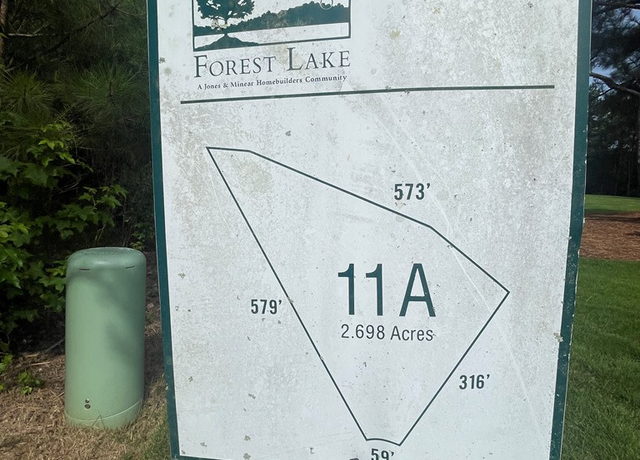 FOREST LAKE
A Jones & Minear Homebuilders Community
573'
11A
2.698 Acres
579'
316'
59'